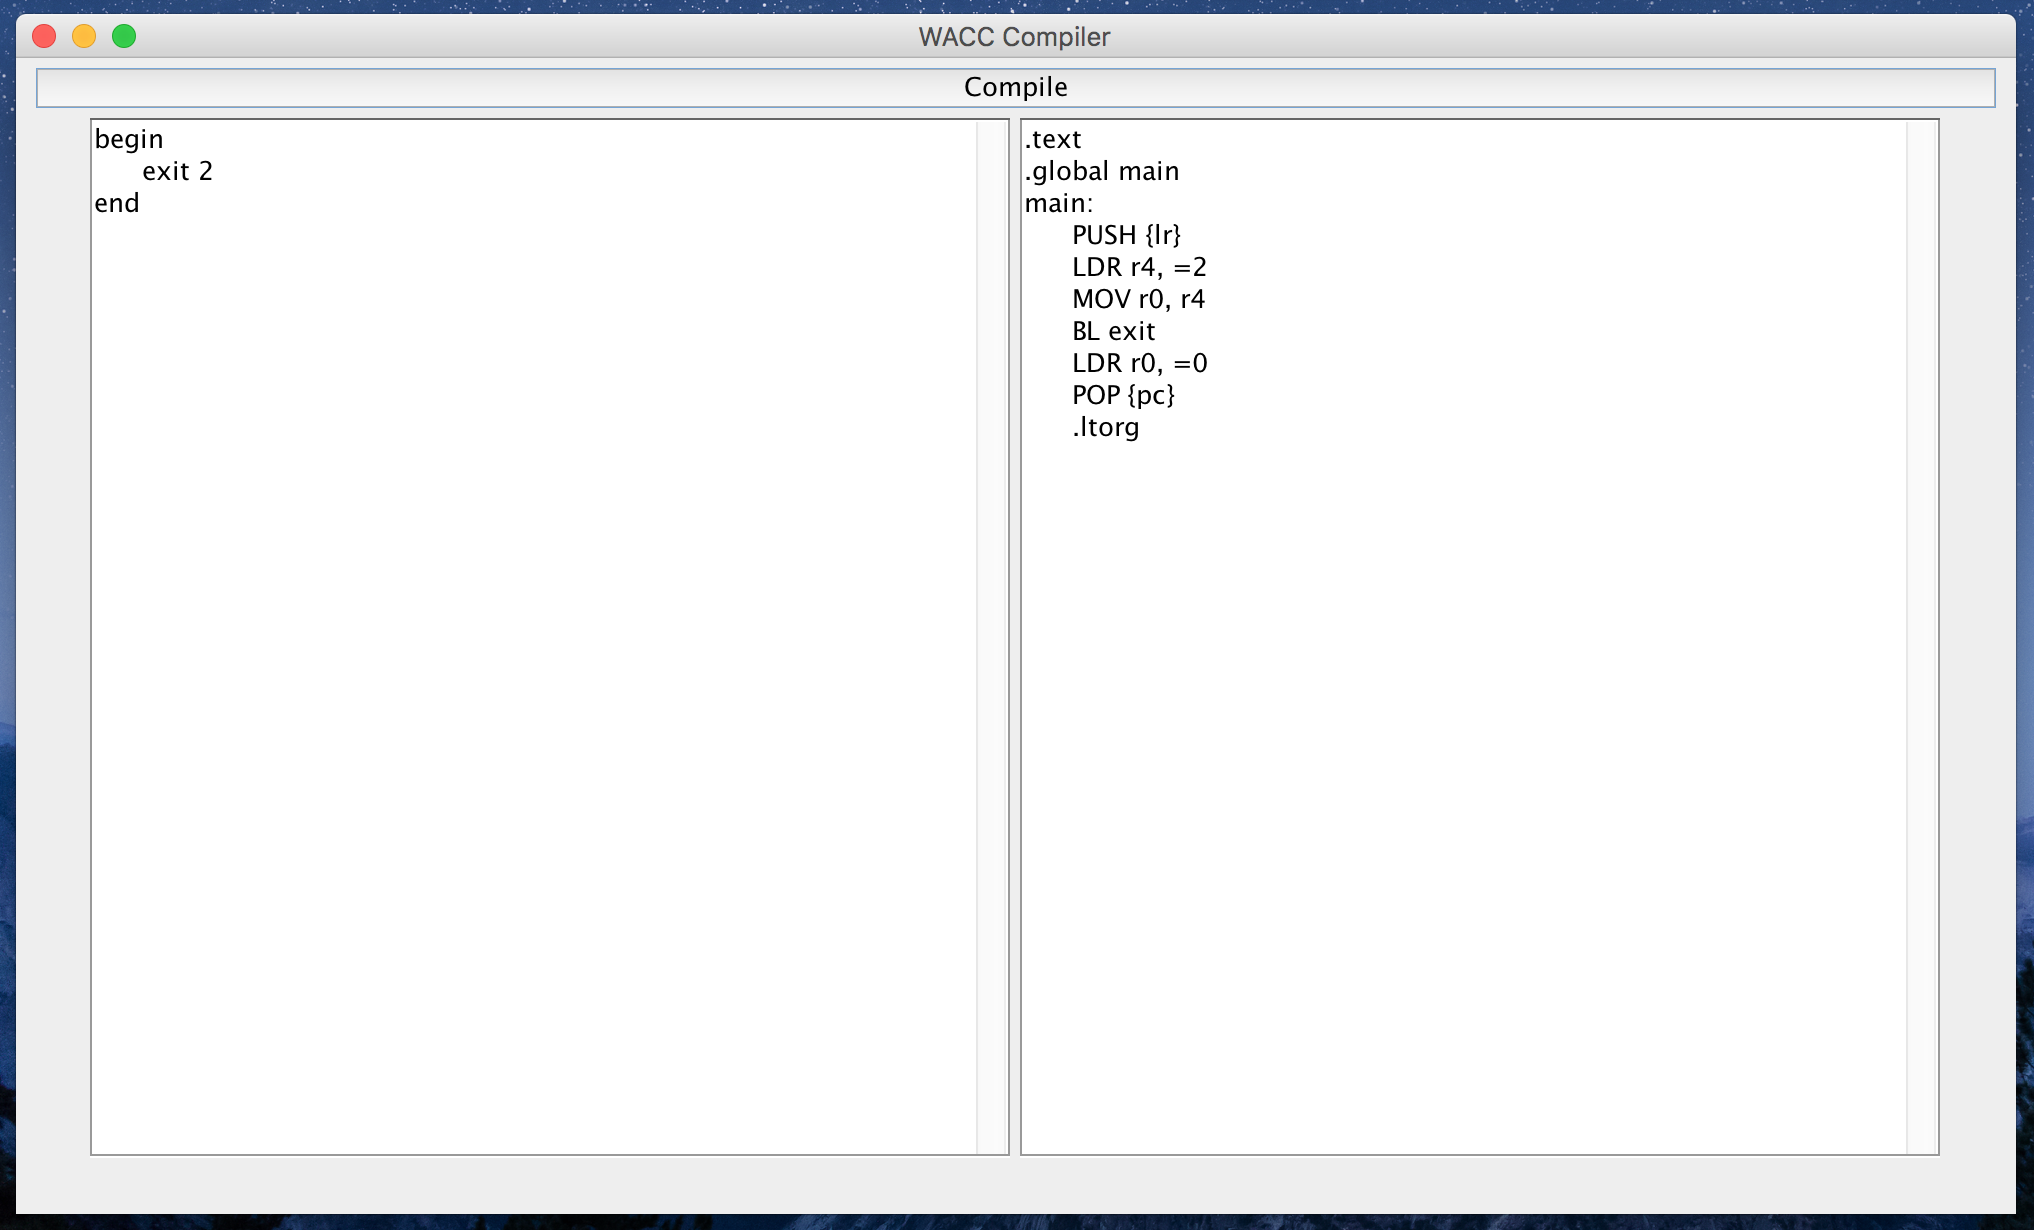 WACC Compiler
Compile
begin
exit 2
end
.text
.global main
main:
PUSH {lr}
LDR r4, =2
MOV r0, r4
BL exit
LDR r0, =0
POP {pc}
.ltorg